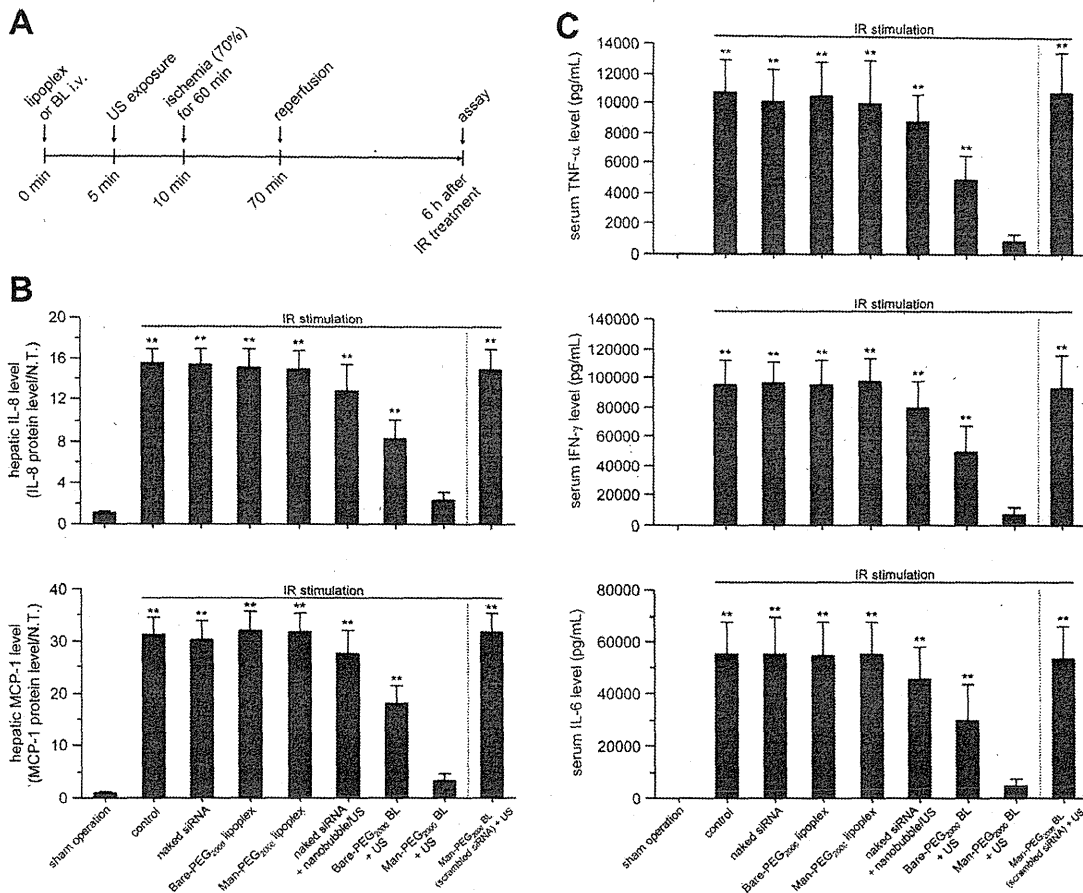 A
lipoplex
or BL i.v.
US exposure
ischemia (70%)
for 60 min
reperfusion
assay
0 min
5 min
10 min
70 min
6 h after
IR treatment
B
IR stimulation
hepatic IL-8 level
(IL-8 protein level/N.T.)
20
16
12
8
4
0
** ** ** ** ** ** **
IR stimulation
hepatic MCP-1 level
(MCP-1 protein level/N.T.)
40
30
20
10
0
** ** ** ** ** ** **
sham operation
control
naked siRNA
Bare-PEG2000 lipoplex
Man-PEG2000 lipoplex
naked siRNA
+ nanobubble/US
Bare-PEG2000 BL
+ US
Man-PEG2000 BL
+ US
Man-PEG2000 BL
(scrambled siRNA) + US
C
IR stimulation
serum TNF-α level (pg/mL)
14000
12000
10000
8000
6000
4000
2000
0
** ** ** ** ** ** **
IR stimulation
serum IFN-γ level (pg/mL)
140000
120000
100000
80000
60000
40000
20000
0
** ** ** ** ** ** **
IR stimulation
serum IL-6 level (pg/mL)
80000
60000
40000
20000
0
** ** ** ** ** ** **
sham operation
control
naked siRNA
Bare-PEG2000 lipoplex
Man-PEG2000 lipoplex
naked siRNA
+ nanobubble/US
Bare-PEG2000 BL
+ US
Man-PEG2000 BL
+ US
Man-PEG2000 BL
(scrambled siRNA) + US